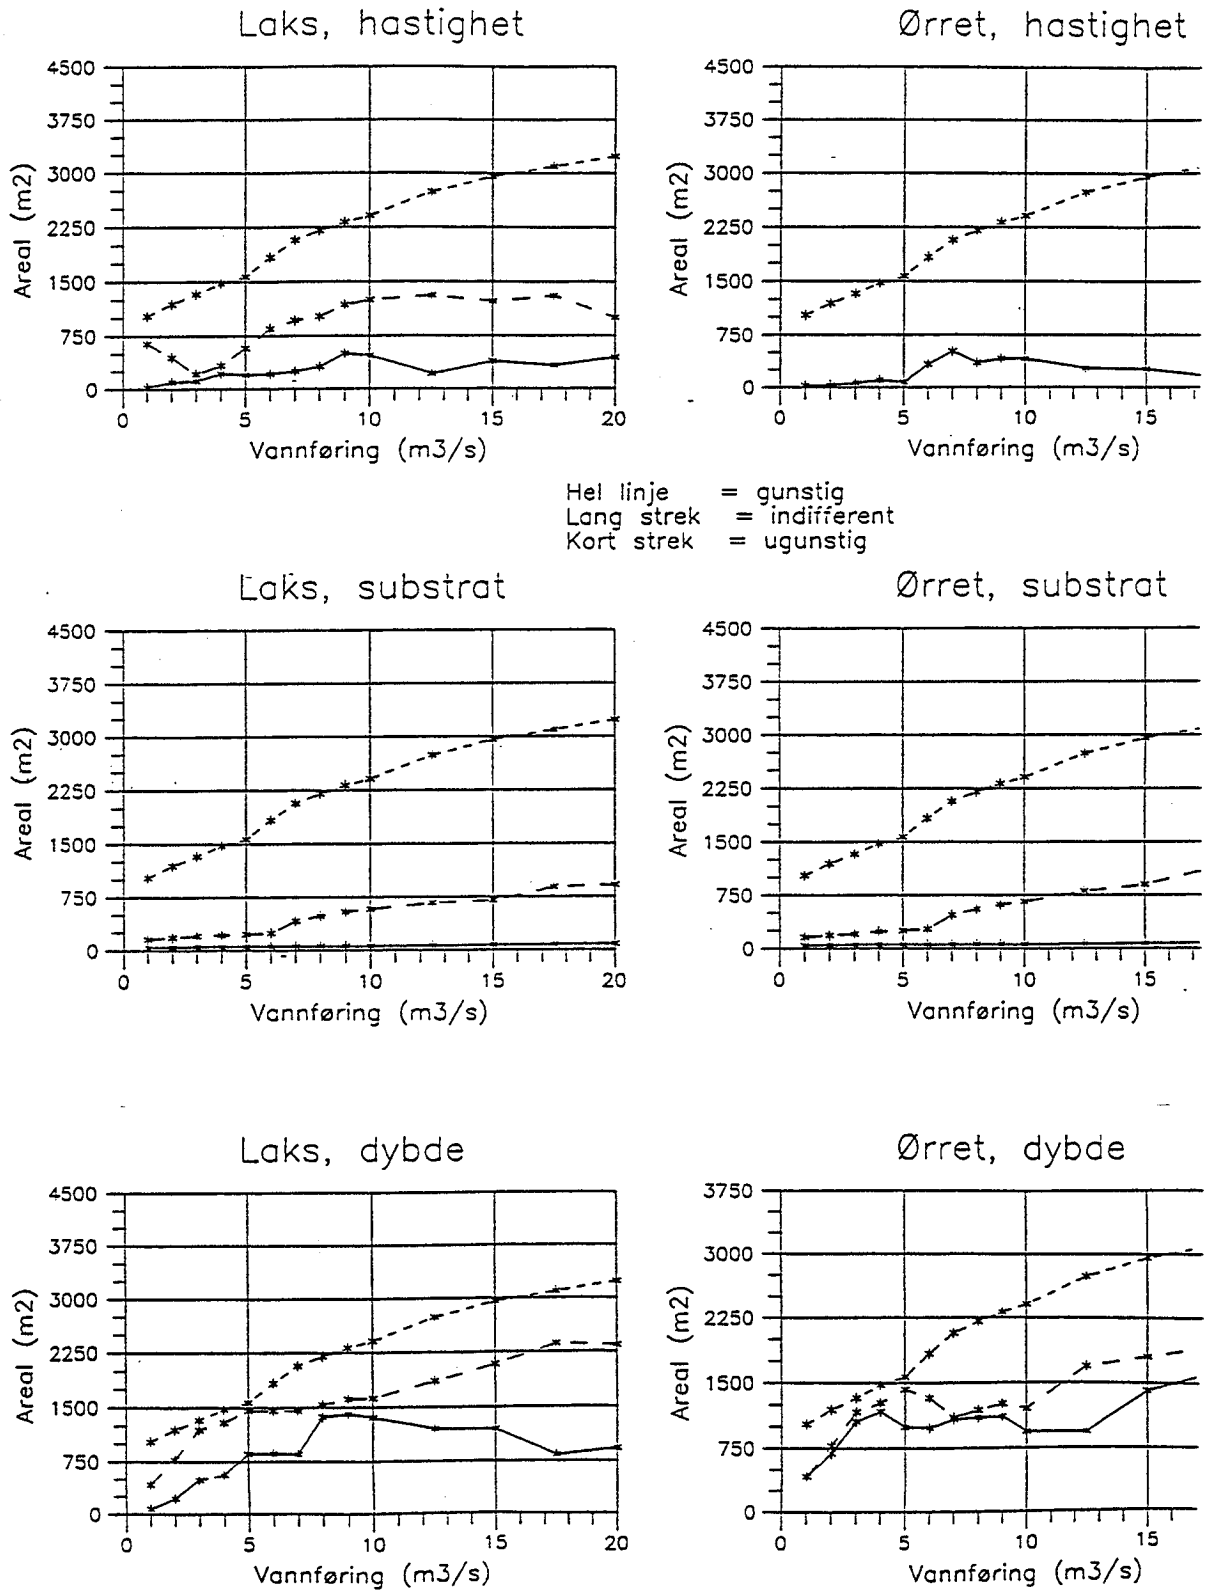 Laks, hastighet
4500
3750
3000
2250
1500
750
0
Areal (m2)
0 5 10 15 20
Vannføring (m3/s)
Ørret, hastighet
4500
3750
3000
2250
1500
750
0
Areal (m2)
0 5 10 15
Vannføring (m3/s)
Hel linje = gunstig
Lang strek = indifferent
Kort strek = ugunstig
Laks, substrat
4500
3750
3000
2250
1500
750
0
Areal (m2)
0 5 10 15 20
Vannføring (m3/s)
Ørret, substrat
4500
3750
3000
2250
1500
750
0
Areal (m2)
0 5 10 15
Vannføring (m3/s)
Laks, dybde
4500
3750
3000
2250
1500
750
0
Areal (m2)
0 5 10 15 20
Vannføring (m3/s)
Ørret, dybde
3750
3000
2250
1500
750
0
Areal (m2)
0 5 10 15
Vannføring (m3/s)